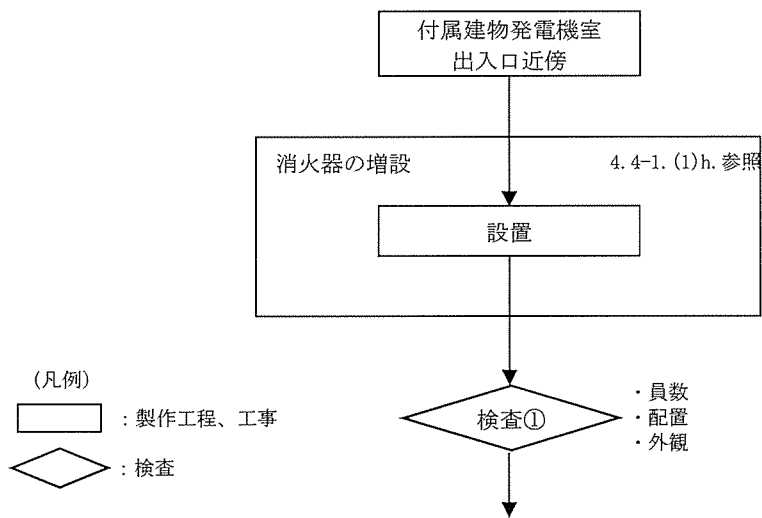 付属建物発電機室
出入口近傍
消火器の増設
4.4-1.(1)h.参照
設置
検査①
・員数
・配置
・外観
(凡例)
：製作工程、工事
：検査